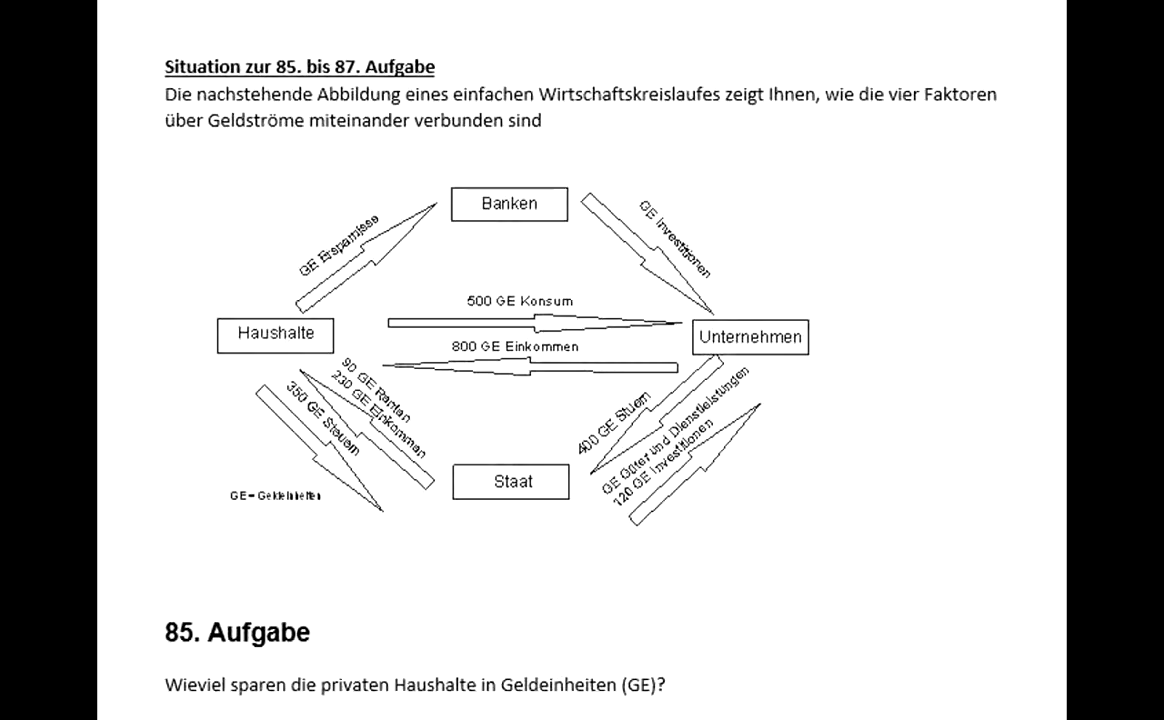 Situation zur 85. bis 87. Aufgabe
Die nachstehende Abbildung eines einfachen Wirtschaftskreislaufes zeigt Ihnen, wie die vier Faktoren
über Geldströme miteinander verbunden sind
Banken
GE Ersparnisse
GE Investitionen
500 GE Konsum
Haushalte
Unternehmen
800 GE Einkommen
90 GE Rentan
230 GE Einkommen
350 GE Steuern
400 GE Stuern
GE Güter und Dienstleistungen
120 GE Investitionen
Staat
GE=Geldeinheiten
85. Aufgabe
Wieviel sparen die privaten Haushalte in Geldeinheiten (GE)?